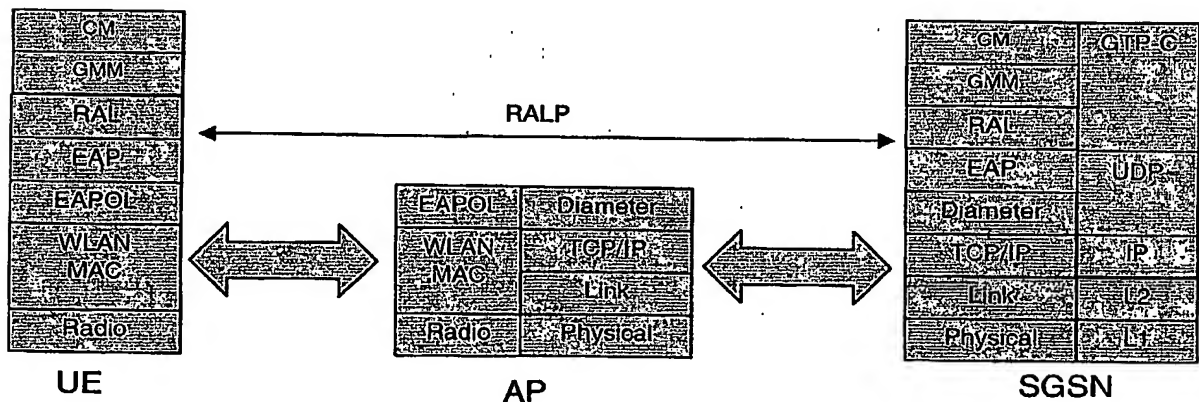 CM
GMM
RAL
EAP
EAPOL
WLAN
MAC
Radio
UE
RALP
EAPOL
Diameter
WLAN
MAC
TCP/IP
Link
Radio
Physical
AP
CM
GTP-C
GMM
RAL
EAP
UDP
Diameter
TCP/IP
IP
Link
L2
Physical
L1
SGSN